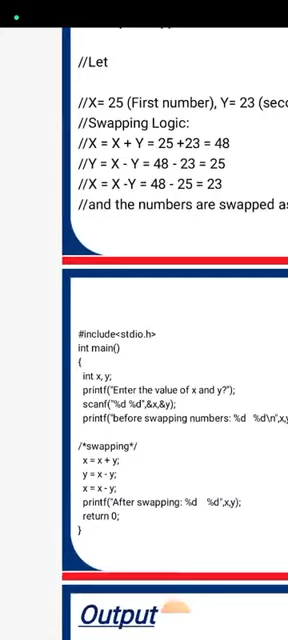 //Let
//X= 25 (First number), Y= 23
//Swapping Logic:
//X = X + Y = 25 +23 = 48
//Y = X - Y = 48 - 23 = 25
//X = X -Y = 48 - 25 = 23
//and the numbers are swapped
#include<stdio.h>
int main()
{
int x, y;
printf("Enter the value of x and y?");
scanf("%d %d",&x,&y);
printf("before swapping numbers: %d %d\n",x,
/*swapping*/
x = x + y;
y = x - y;
x = x - y;
printf("After swapping: %d %d",x,y);
return 0;
}
Output